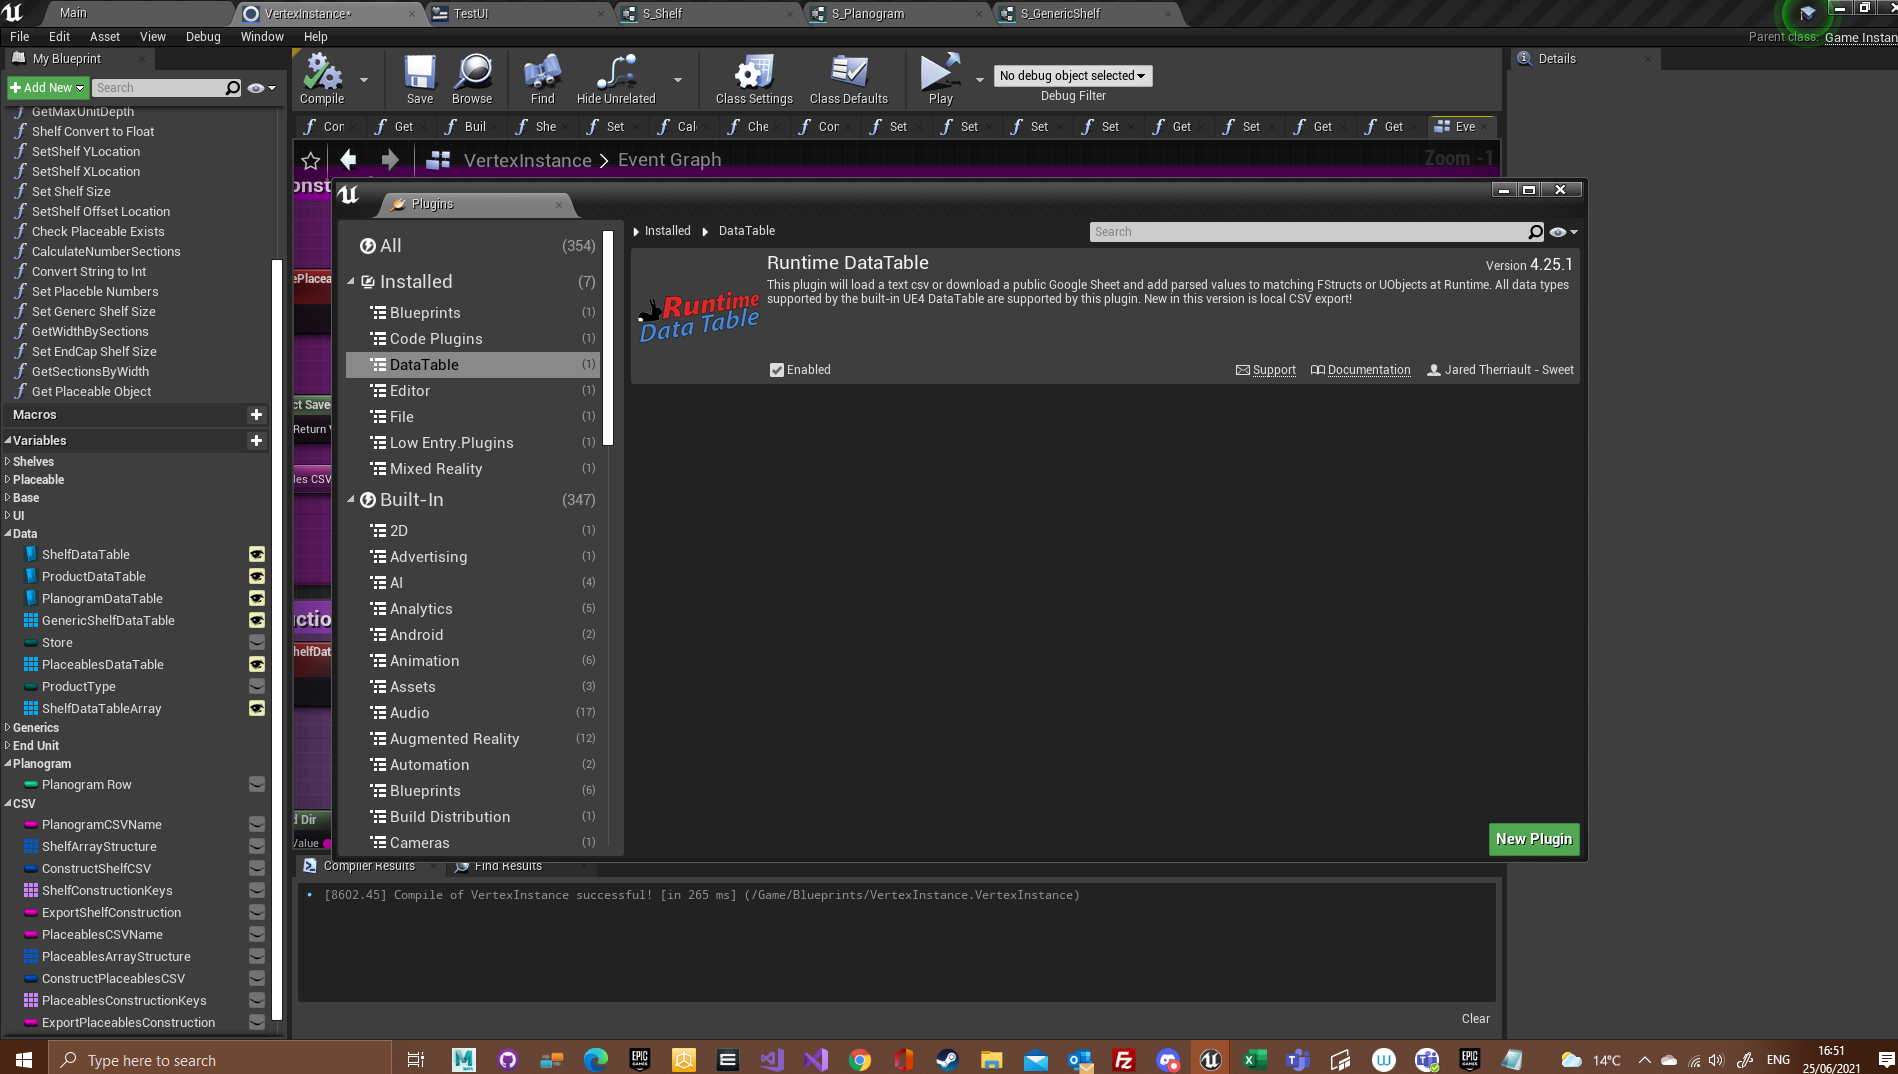 Main
VertexInstance*
TestUI
S_Shelf
S_Planogram
S_GenericShelf
File
Edit
Asset
View
Debug
Window
Help
Parent class:
Game Instan
My Blueprint
Add New
Search
GetMaxUnitDepth
Shelf Convert to Float
SetShelf YLocation
SetShelf XLocation
Set Shelf Size
SetShelf Offset Location
Check Placeable Exists
CalculateNumberSections
Convert String to Int
Set Placeble Numbers
Set Generc Shelf Size
GetWidthBySections
Set EndCap Shelf Size
GetSectionsByWidth
Get Placeable Object
Macros
Variables
Shelves
Placeable
Base
UI
Data
ShelfDataTable
ProductDataTable
PlanogramDataTable
GenericShelfDataTable
Store
PlaceablesDataTable
ProductType
ShelfDataTableArray
Generics
End Unit
Planogram
Planogram Row
CSV
PlanogramCSVName
ShelfArrayStructure
ConstructShelfCSV
ShelfConstructionKeys
ExportShelfConstruction
PlaceablesCSVName
PlaceablesArrayStructure
ConstructPlaceablesCSV
PlaceablesConstructionKeys
ExportPlaceablesConstruction
Compile
Save
Browse
Find
Hide Unrelated
Class Settings
Class Defaults
Play
No debug object selected
Debug Filter
Details
Cor
Get
Buil
She
Set
Cal
Che
Con
Set
Set
Set
Set
Get
Set
Get
Get
Eve
VertexInstance > Event Graph
Zoom -1
onst
ePlacea
ct Save
Return V
les CSV
uctio
helfDat
d Dir
Value
Plugins
All (354)
Installed (7)
Blueprints (1)
Code Plugins (1)
DataTable (1)
Editor (1)
File (1)
Low Entry.Plugins (1)
Mixed Reality (1)
Built-In (347)
2D (1)
Advertising (1)
AI (4)
Analytics (5)
Android (2)
Animation (6)
Assets (3)
Audio (17)
Augmented Reality (12)
Automation (2)
Blueprints (6)
Build Distribution (1)
Cameras (1)
Installed
DataTable
Search
Runtime
Data Table
Runtime DataTable
Version 4.25.1
This plugin will load a text csv or download a public Google Sheet and add parsed values to matching FStructs or UObjects at Runtime. All data types
supported by the built-in UE4 DataTable are supported by this plugin. New in this version is local CSV export!
Enabled
Support
Documentation
Jared Therriault - Sweet
New Plugin
Compiler Results
Find Results
[8602.45] Compile of VertexInstance successful! [in 265 ms] (/Game/Blueprints/VertexInstance.VertexInstance)
Clear
Type here to search
14°C
ENG
16:51
25/06/2021